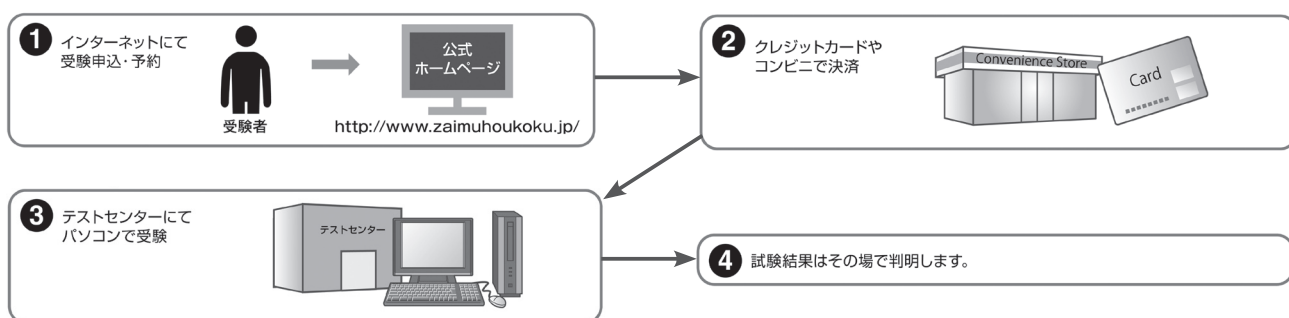 1 インターネットにて
受験申込・予約
受験者
公式
ホームページ
http://www.zaimuhoukoku.jp/
2 クレジットカードや
コンビニで決済
Convenience Store
Card
3 テストセンターにて
パソコンで受験
テストセンター
4 試験結果はその場で判明します。